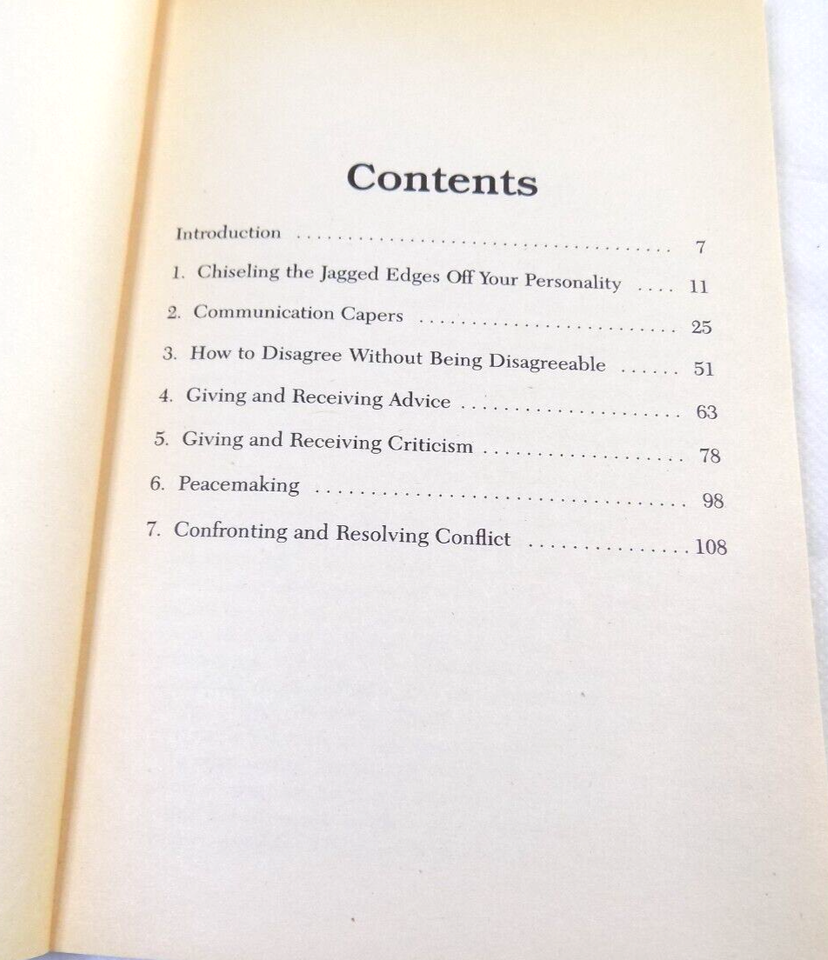 Contents
Introduction ..................................... 7
1. Chiseling the Jagged Edges Off Your Personality .... 11
2. Communication Capers ......................... 25
3. How to Disagree Without Being Disagreeable ...... 51
4. Giving and Receiving Advice ..................... 63
5. Giving and Receiving Criticism ................... 78
6. Peacemaking .................................... 98
7. Confronting and Resolving Conflict ............... 108